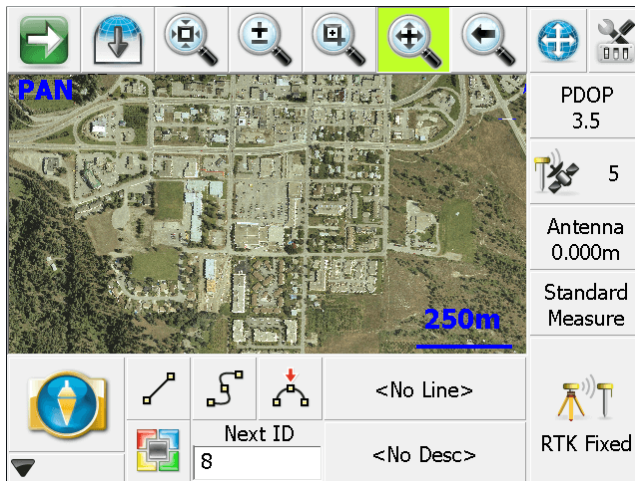 PAN
PDOP
3.5
5
Antenna
0.000m
Standard
Measure
250m
<No Line>
Next ID
8
<No Desc>
RTK Fixed